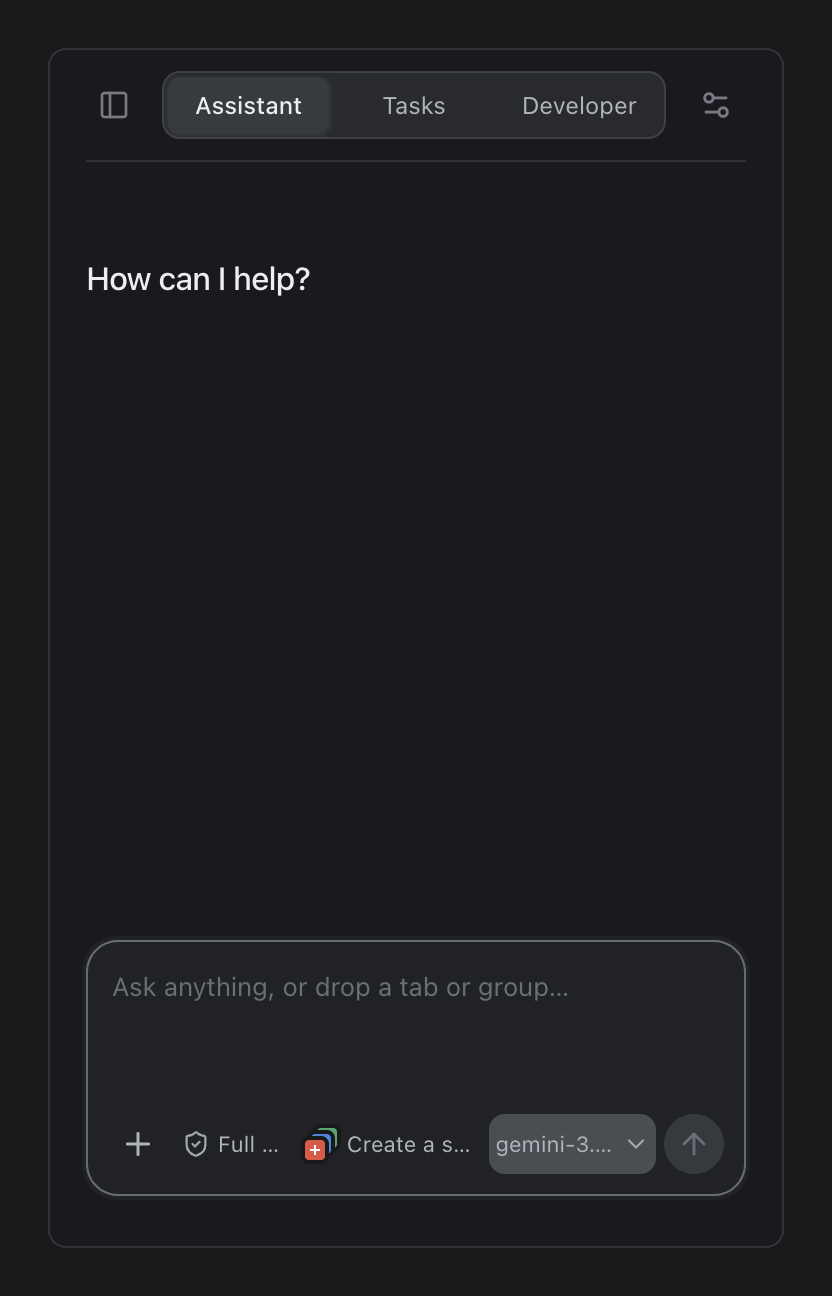 Assistant Tasks Developer
How can I help?
Ask anything, or drop a tab or group...
Full ... Create a s... gemini-3....